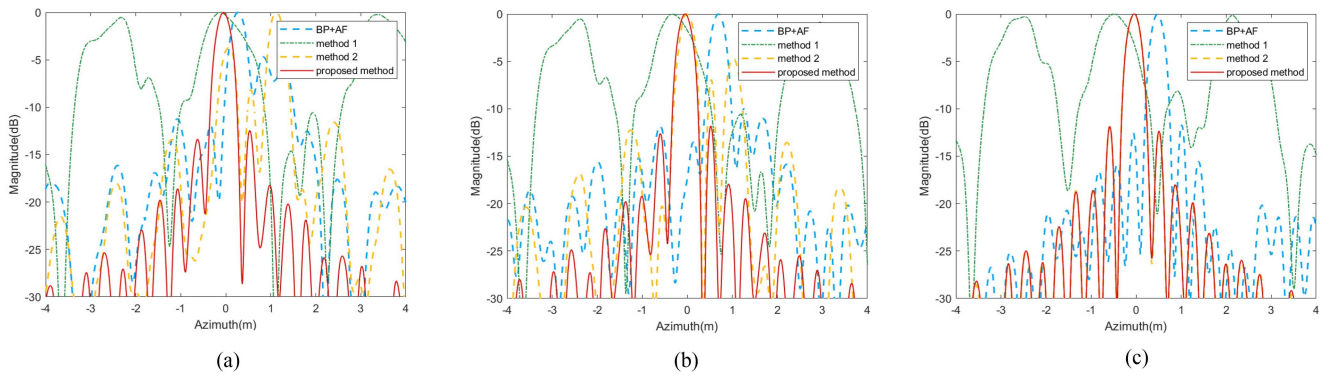 0
-5
-10
-15
-20
-25
-30
Magnitude(dB)
-4 -3 -2 -1 0 1 2 3 4
Azimuth(m)
BP+AF
method 1
method 2
proposed method
(a)
0
-5
-10
-15
-20
-25
-30
Magnitude(dB)
-4 -3 -2 -1 0 1 2 3 4
Azimuth(m)
BP+AF
method 1
method 2
proposed method
(b)
0
-5
-10
-15
-20
-25
-30
Magnitude(dB)
-4 -3 -2 -1 0 1 2 3 4
Azimuth(m)
BP+AF
method 1
method 2
proposed method
(c)